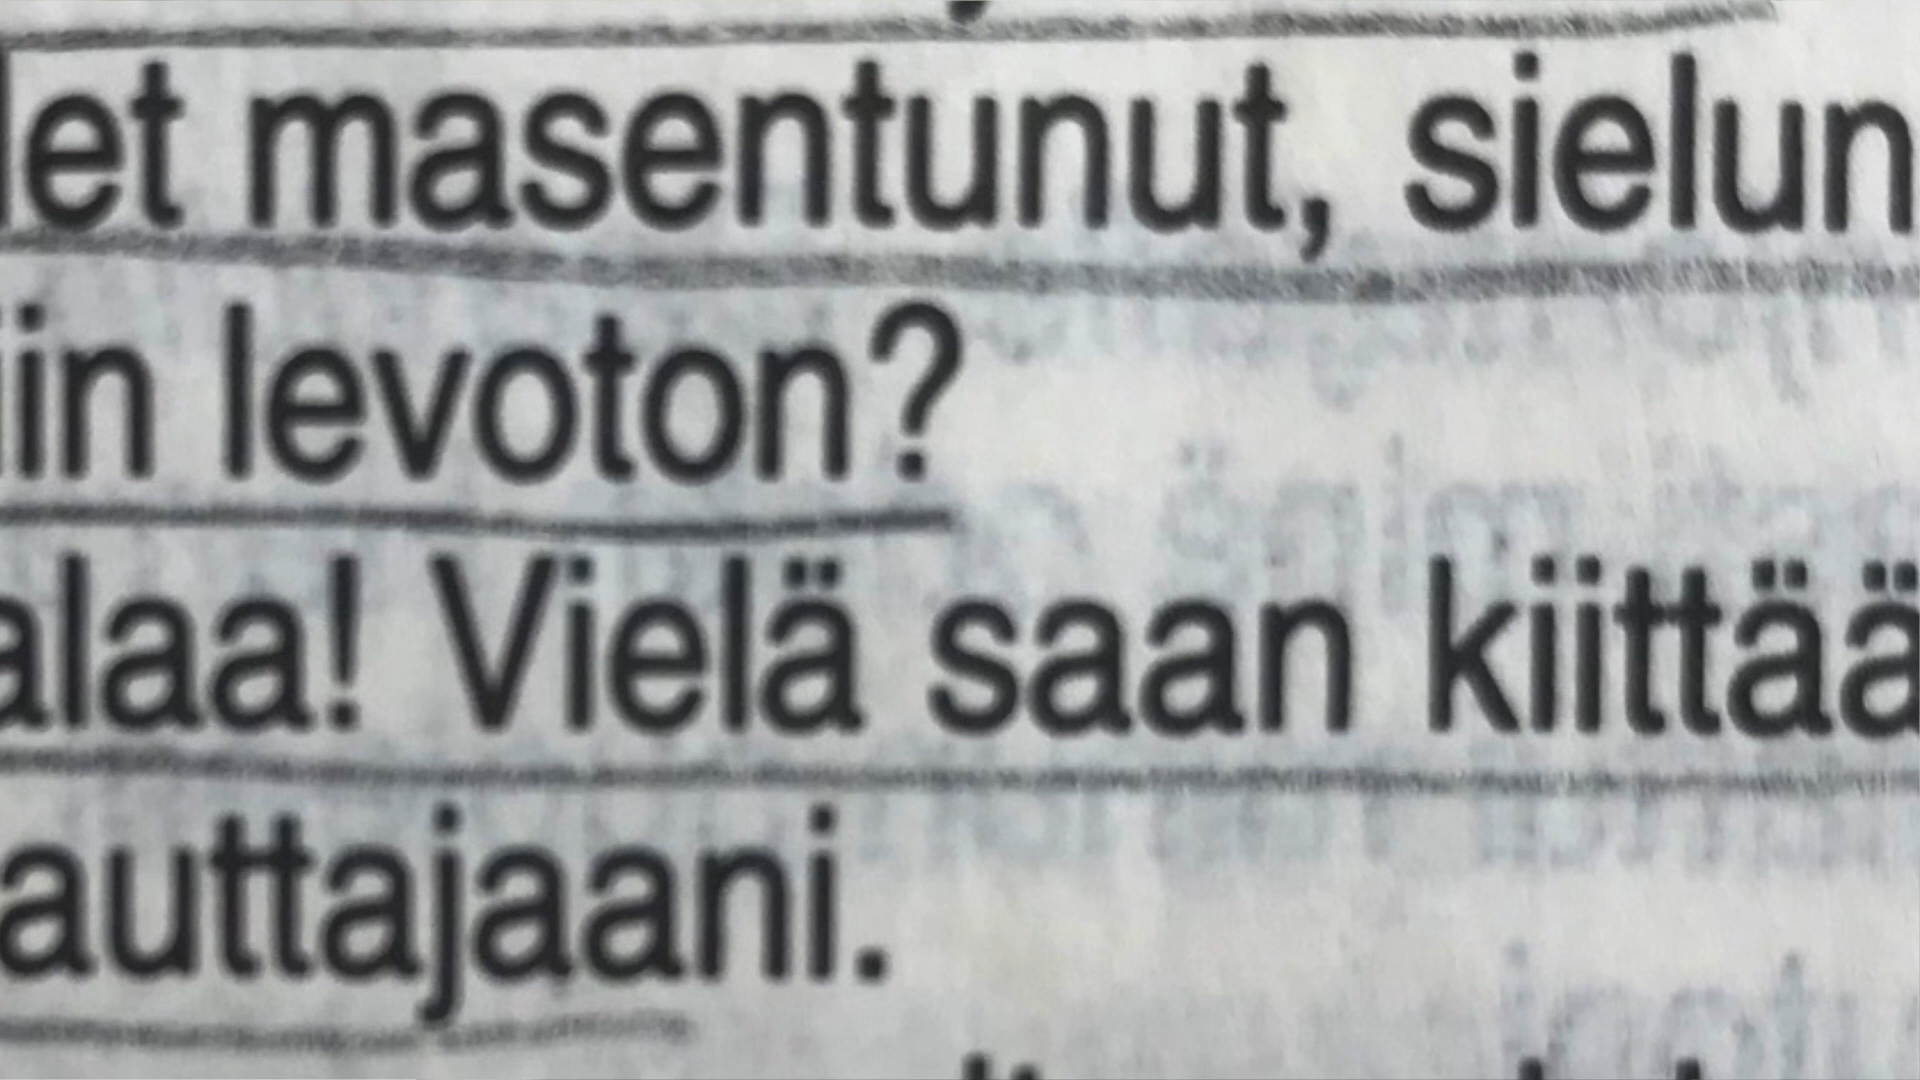 let masentunut, sielun
iin levoton?
alaa! Vielä saan kiittää
auttajaani.